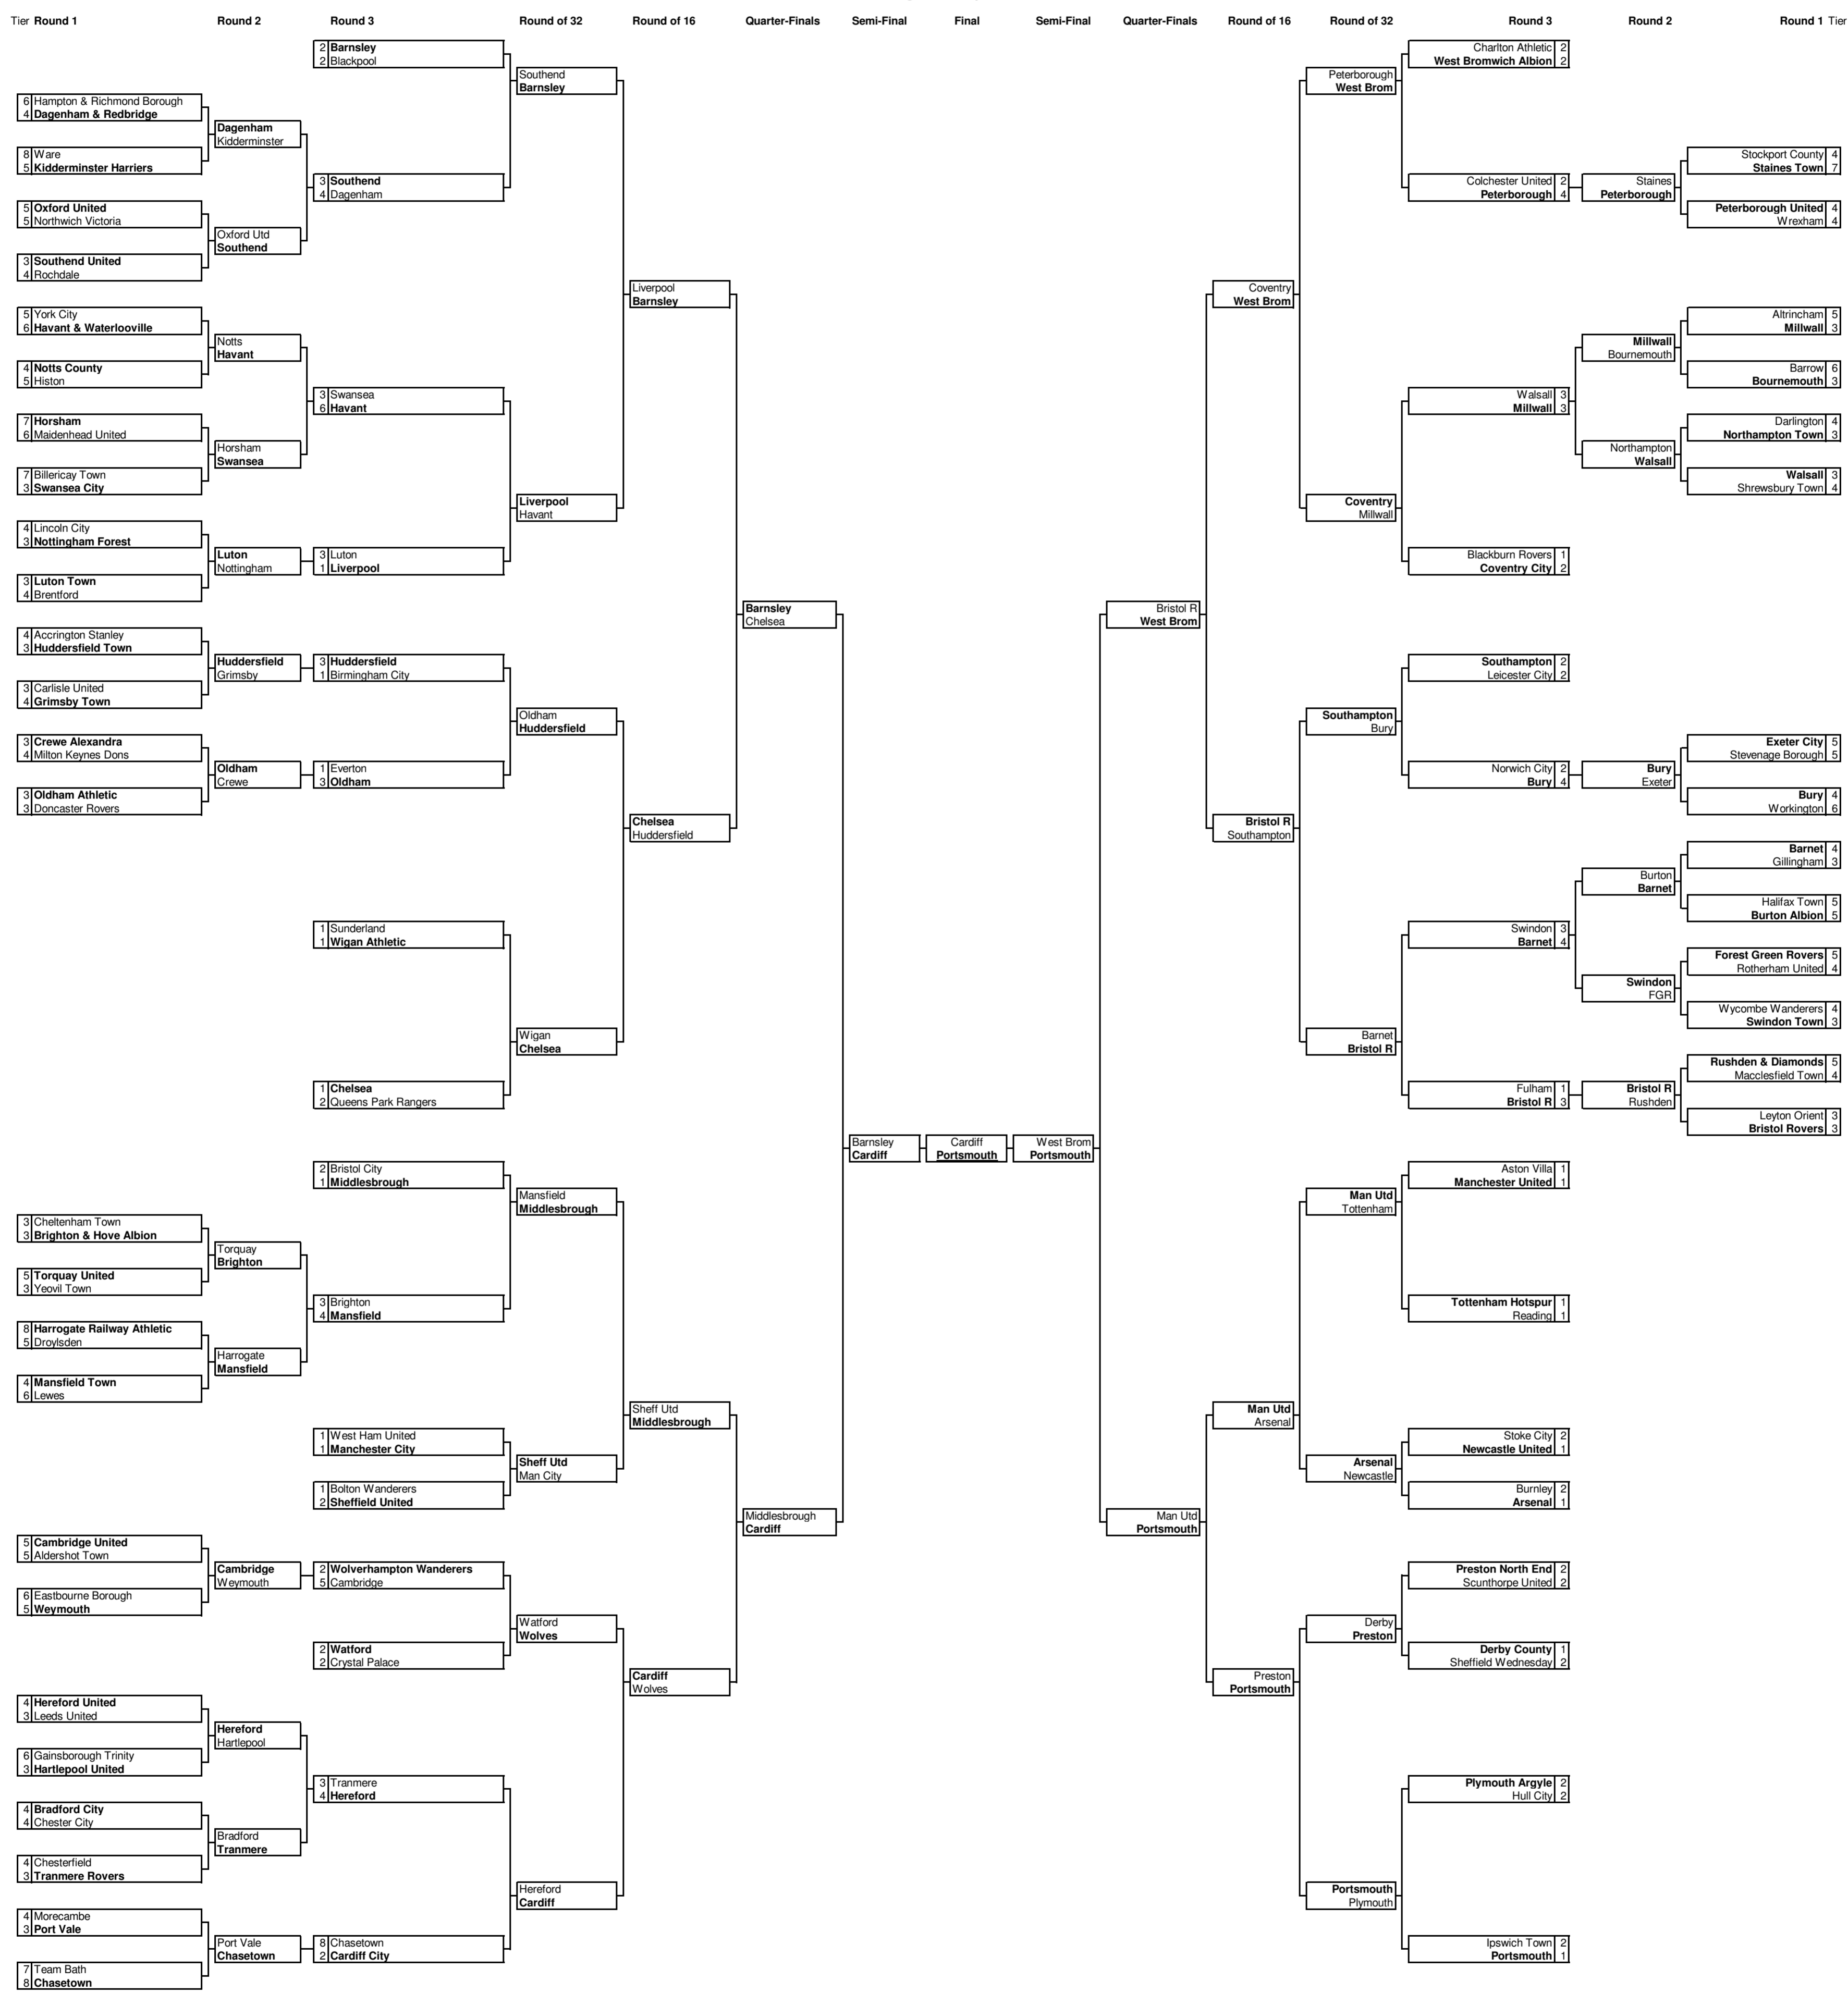 Tier Round 1 Round 2 Round 3 Round of 32 Round of 16 Quarter-Finals Semi-Final Final Semi-Final Quarter-Finals Round of 16 Round of 32 Round 3 Round 2 Round 1 Tier
2 Barnsley Charlton Athletic 2
2 Blackpool West Bromwich Albion 2
Southend Peterborough
Barnsley West Brom
6 Hampton & Richmond Borough
4 Dagenham & Redbridge
Dagenham
Kidderminster
8 Ware Stockport County 4
5 Kidderminster Harriers Staines Town 7
3 Southend Colchester United 2 Staines
4 Dagenham Peterborough 4 Peterborough
5 Oxford United Peterborough United 4
5 Northwich Victoria Wrexham 4
Oxford Utd
Southend
3 Southend United
4 Rochdale
Liverpool Coventry
Barnsley West Brom
5 York City Altrincham 5
6 Havant & Waterlooville Millwall 3
Notts Millwall
Havant Bournemouth
4 Notts County Barrow 6
5 Histon Bournemouth 3
3 Swansea Walsall 3
6 Havant Millwall 3
7 Horsham Darlington 4
6 Maidenhead United Northampton Town 3
Horsham Northampton
Swansea Walsall
7 Billericay Town Walsall 3
3 Swansea City Shrewsbury Town 4
Liverpool Coventry
Havant Millwall
4 Lincoln City
3 Nottingham Forest
Luton 3 Luton Blackburn Rovers 1
Nottingham 1 Liverpool Coventry City 2
3 Luton Town
4 Brentford
Barnsley Bristol R
Chelsea West Brom
4 Accrington Stanley
3 Huddersfield Town
Huddersfield 3 Huddersfield Southampton 2
Grimsby 1 Birmingham City Leicester City 2
3 Carlisle United
4 Grimsby Town
Oldham Southampton
Huddersfield Bury
3 Crewe Alexandra Exeter City 5
4 Milton Keynes Dons Stevenage Borough 5
Oldham 1 Everton Norwich City 2 Bury
Crewe 3 Oldham Bury 4 Exeter
3 Oldham Athletic Bury 4
3 Doncaster Rovers Workington 6
Chelsea Bristol R
Huddersfield Southampton
Barnet 4
Gillingham 3
Burton
Barnet
Halifax Town 5
Burton Albion 5
1 Sunderland Swindon 3
1 Wigan Athletic Barnet 4
Forest Green Rovers 5
Rotherham United 4
Swindon
FGR
Wycombe Wanderers 4
Swindon Town 3
Wigan Barnet
Chelsea Bristol R
Rushden & Diamonds 5
Macclesfield Town 4
1 Chelsea Fulham 1 Bristol R
2 Queens Park Rangers Bristol R 3 Rushden
Leyton Orient 3
Bristol Rovers 3
Barnsley Cardiff West Brom
Cardiff Portsmouth Portsmouth
2 Bristol City Aston Villa 1
1 Middlesbrough Manchester United 1
Mansfield Man Utd
Middlesbrough Tottenham
3 Cheltenham Town
3 Brighton & Hove Albion
Torquay
Brighton
5 Torquay United
3 Yeovil Town
3 Brighton Tottenham Hotspur 1
4 Mansfield Reading 1
8 Harrogate Railway Athletic
5 Droylsden
Harrogate
Mansfield
4 Mansfield Town
6 Lewes
Sheff Utd Man Utd
Middlesbrough Arsenal
1 West Ham United Stoke City 2
1 Manchester City Newcastle United 1
Sheff Utd Arsenal
Man City Newcastle
1 Bolton Wanderers Burnley 2
2 Sheffield United Arsenal 1
Middlesbrough Man Utd
Cardiff Portsmouth
5 Cambridge United
5 Aldershot Town
Cambridge 2 Wolverhampton Wanderers Preston North End 2
Weymouth 5 Cambridge Scunthorpe United 2
6 Eastbourne Borough
5 Weymouth
Watford Derby
Wolves Preston
2 Watford Derby County 1
2 Crystal Palace Sheffield Wednesday 2
Cardiff Preston
Wolves Portsmouth
4 Hereford United
3 Leeds United
Hereford
Hartlepool
6 Gainsborough Trinity
3 Hartlepool United
3 Tranmere Plymouth Argyle 2
4 Hereford Hull City 2
4 Bradford City
4 Chester City
Bradford
Tranmere
4 Chesterfield
3 Tranmere Rovers
Hereford Portsmouth
Cardiff Plymouth
4 Morecambe
3 Port Vale
Port Vale 8 Chasetown Ipswich Town 2
Chasetown 2 Cardiff City Portsmouth 1
7 Team Bath
8 Chasetown